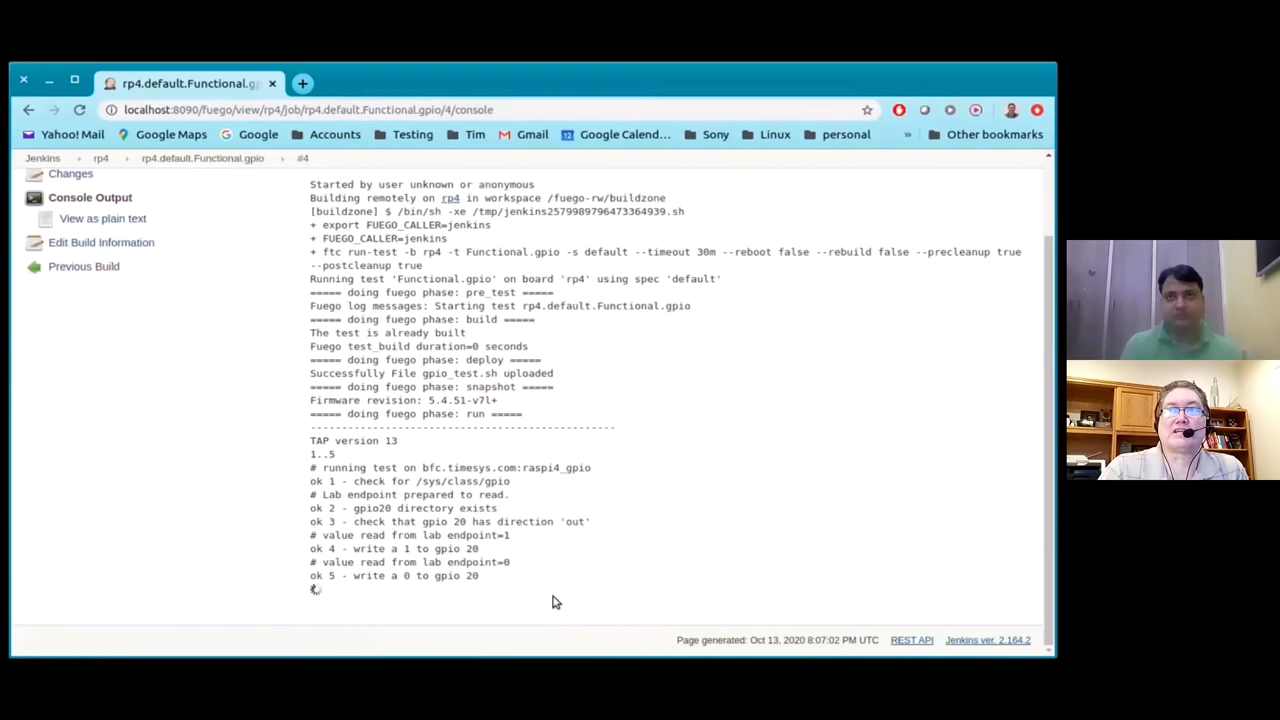 rp4.default.Functional.gp
localhost:8090/fuego/view/rp4/job/rp4.default.Functional.gpio/4/console
Yahoo! Mail Google Maps Google Accounts Testing Tim Gmail Google Calend... Sony Linux personal » Other bookmarks
Jenkins rp4 rp4.default.Functional.gpio #4
Changes
Console Output
View as plain text
Edit Build Information
Previous Build
Started by user unknown or anonymous
Building remotely on rp4 in workspace /fuego-rw/buildzone
[buildzone] $ /bin/sh -xe /tmp/jenkins2579989796473364939.sh
+ export FUEGO_CALLER=jenkins
+ FUEGO_CALLER=jenkins
+ ftc run-test -b rp4 -t Functional.gpio -s default --timeout 30m --reboot false --rebuild false --precleanup true
--postcleanup true
Running test 'Functional.gpio' on board 'rp4' using spec 'default'
===== doing fuego phase: pre_test =====
Fuego log messages: Starting test rp4.default.Functional.gpio
===== doing fuego phase: build =====
The test is already built
Fuego test_build duration=0 seconds
===== doing fuego phase: deploy =====
Successfully File gpio_test.sh uploaded
===== doing fuego phase: snapshot =====
Firmware revision: 5.4.51-v7l+
===== doing fuego phase: run =====
----------------------------------------------
TAP version 13
1..5
# running test on bfc.timesys.com:raspi4_gpio
ok 1 - check for /sys/class/gpio
# Lab endpoint prepared to read.
ok 2 - gpio20 directory exists
ok 3 - check that gpio 20 has direction 'out'
# value read from lab endpoint=1
ok 4 - write a 1 to gpio 20
# value read from lab endpoint=0
ok 5 - write a 0 to gpio 20
Page generated: Oct 13, 2020 8:07:02 PM UTC REST API Jenkins ver. 2.164.2